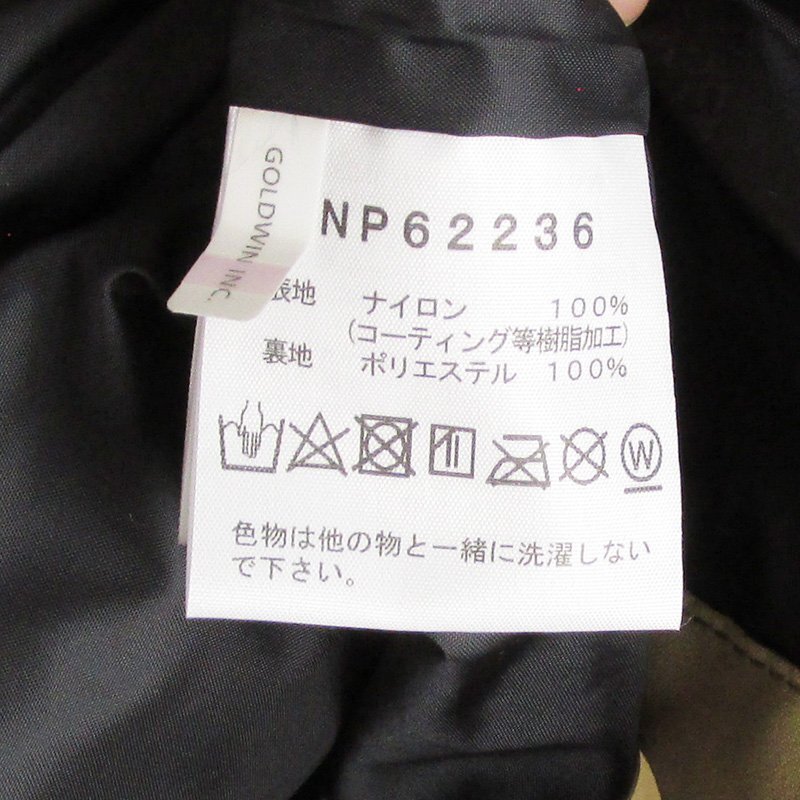 GOLDWIN INC.
NP62236
表地 ナイロン 100%
(コーティング等樹脂加工)
裏地 ポリエステル 100%
W
色物は他の物と一緒に洗濯しない
で下さい。